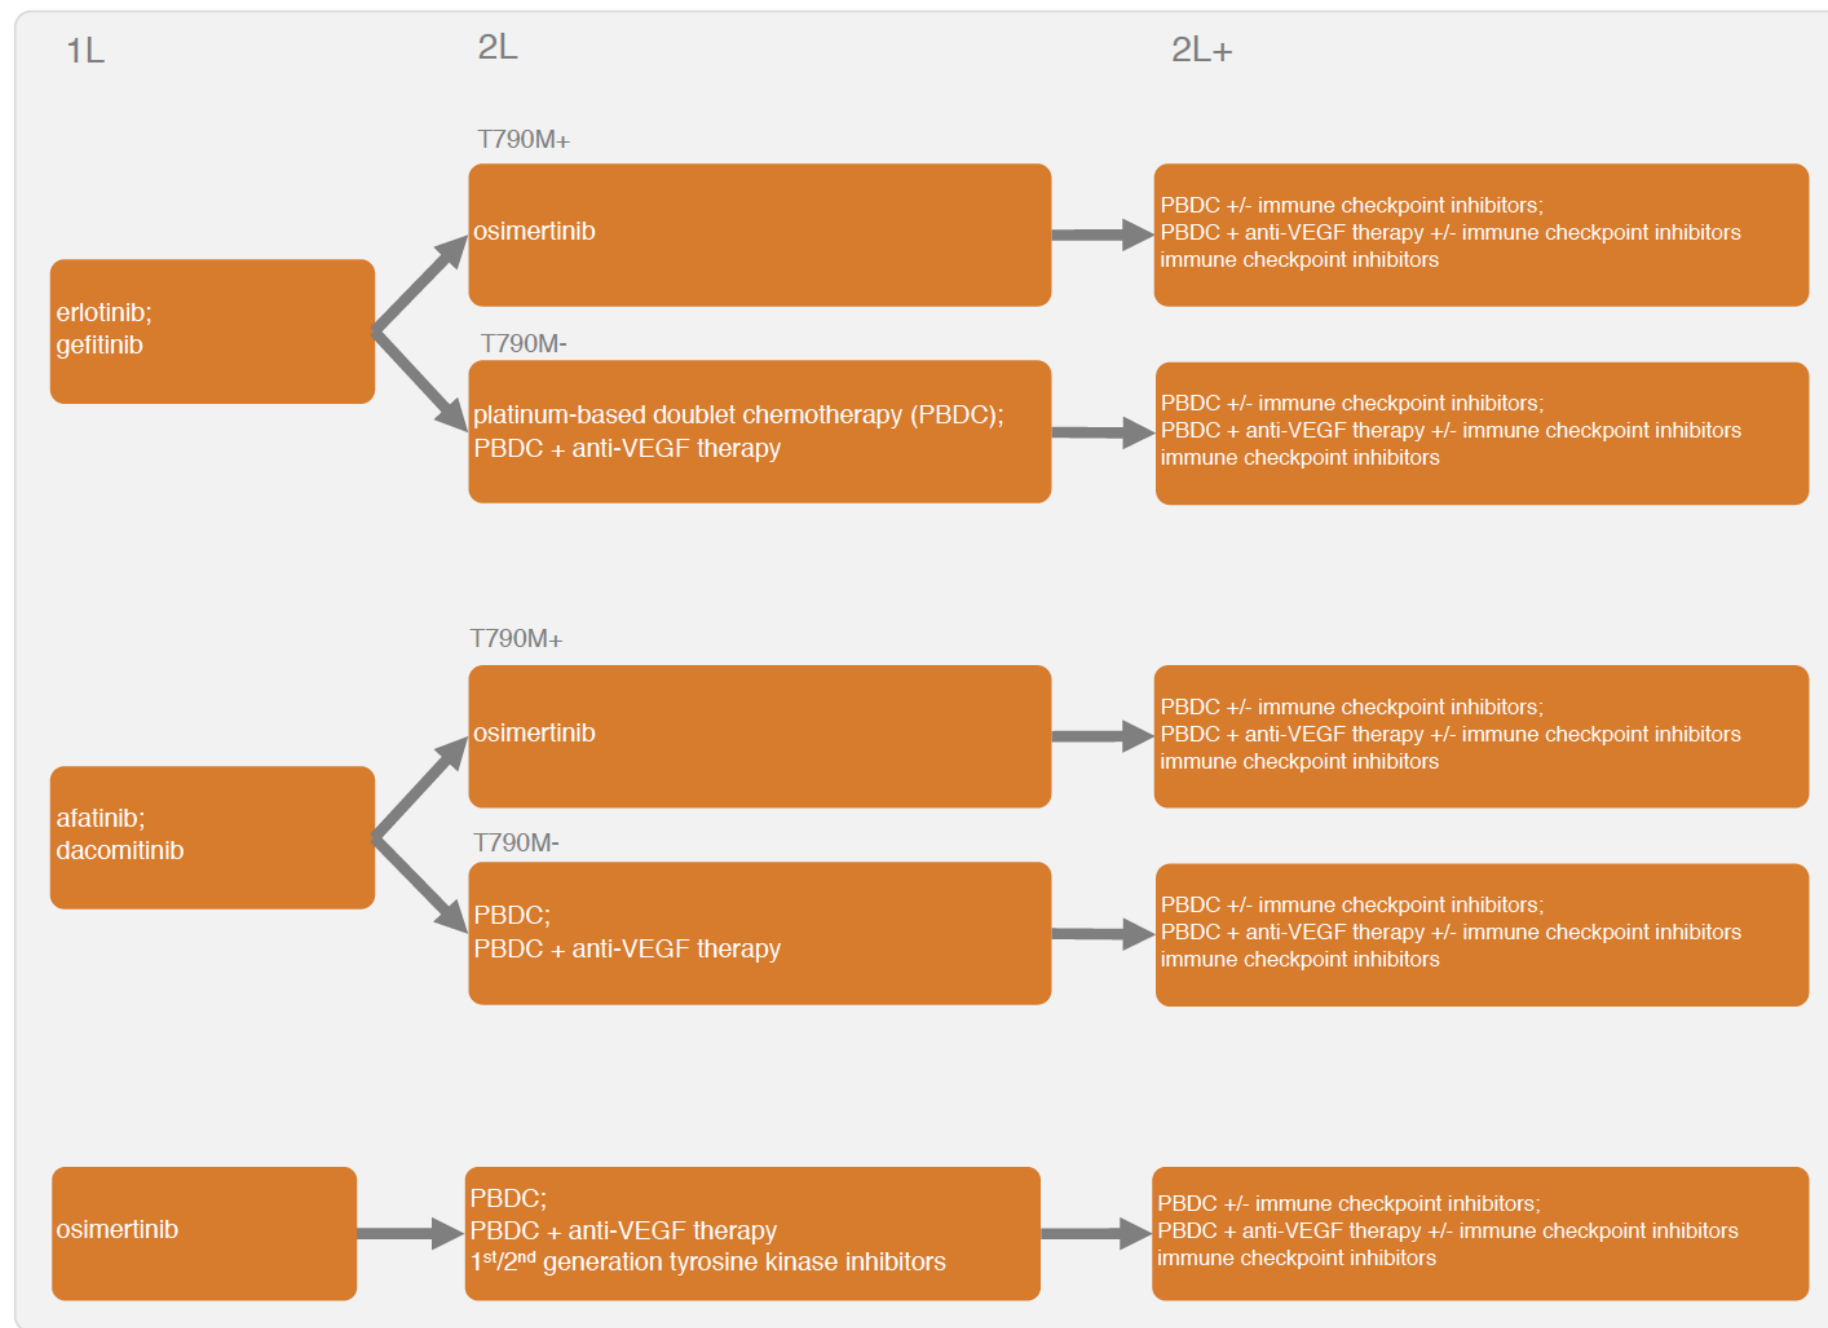 1L
2L
2L+
T790M+
osimertinib
PBDC +/- immune checkpoint inhibitors;
PBDC + anti-VEGF therapy +/- immune checkpoint inhibitors
immune checkpoint inhibitors
erlotinib;
gefitinib
T790M-
platinum-based doublet chemotherapy (PBDC);
PBDC + anti-VEGF therapy
PBDC +/- immune checkpoint inhibitors;
PBDC + anti-VEGF therapy +/- immune checkpoint inhibitors
immune checkpoint inhibitors
T790M+
osimertinib
PBDC +/- immune checkpoint inhibitors;
PBDC + anti-VEGF therapy +/- immune checkpoint inhibitors
immune checkpoint inhibitors
afatinib;
dacomitinib
T790M-
PBDC;
PBDC + anti-VEGF therapy
PBDC +/- immune checkpoint inhibitors;
PBDC + anti-VEGF therapy +/- immune checkpoint inhibitors
immune checkpoint inhibitors
osimertinib
PBDC;
PBDC + anti-VEGF therapy
1st/2nd generation tyrosine kinase inhibitors
PBDC +/- immune checkpoint inhibitors;
PBDC + anti-VEGF therapy +/- immune checkpoint inhibitors
immune checkpoint inhibitors